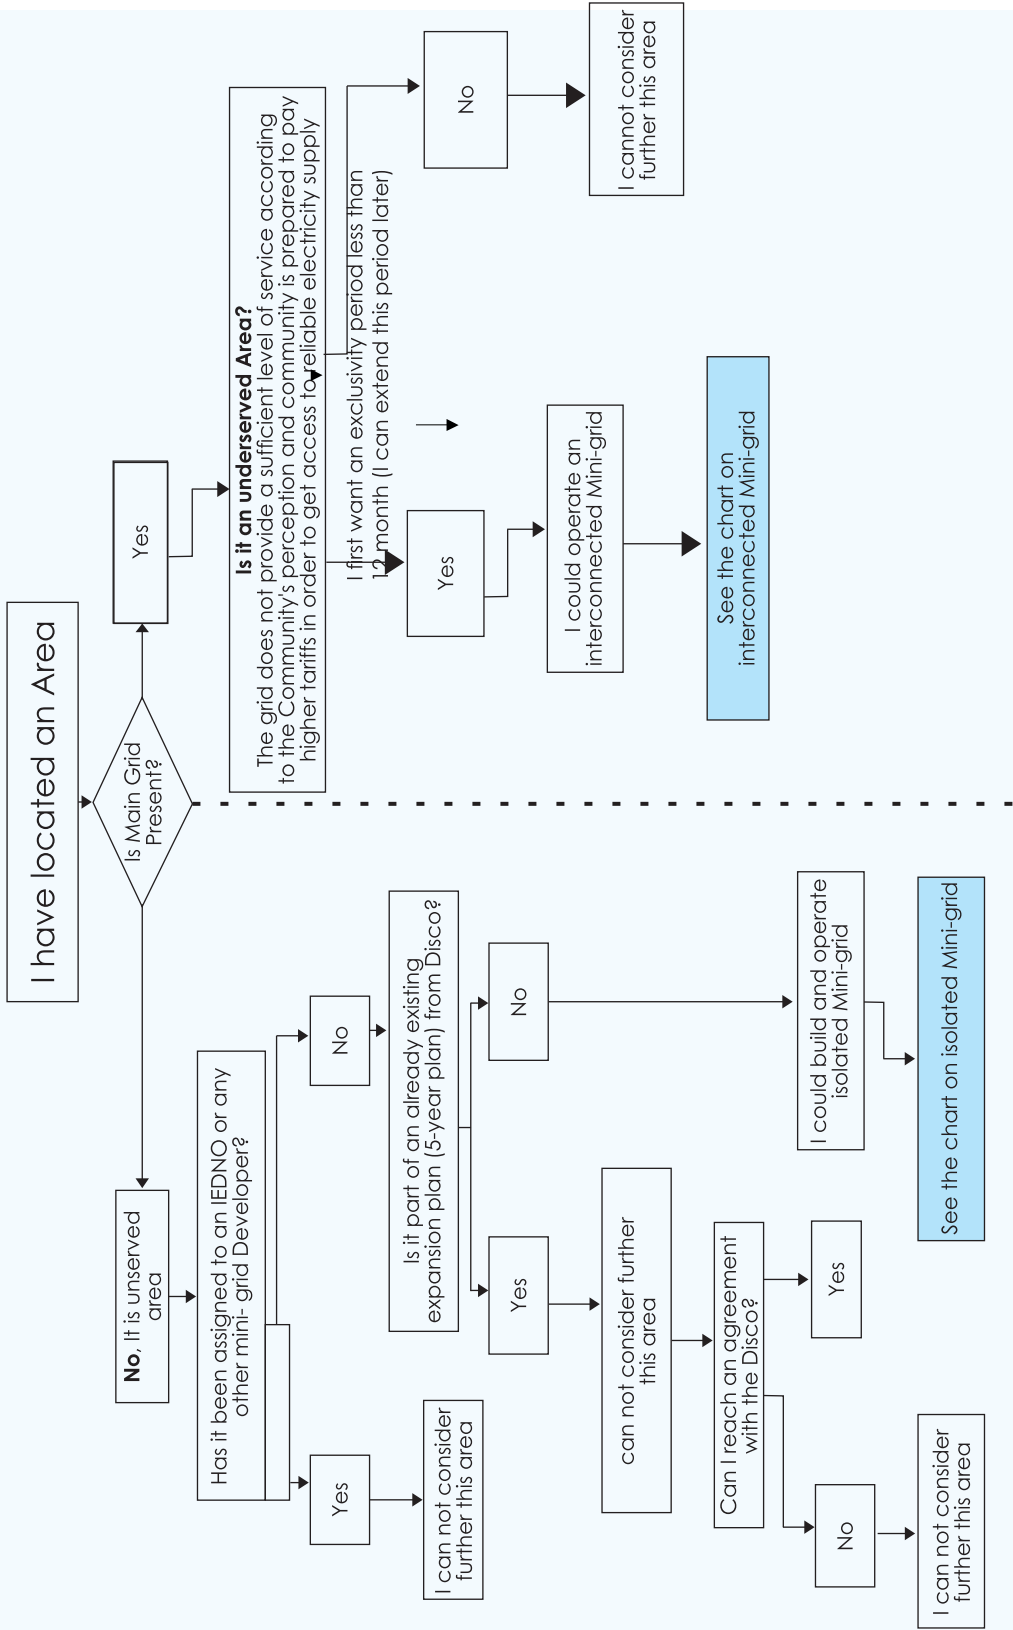 I have located an Area
Is Main Grid
Present?
No, It is unserved
area
Has it been assigned to an IEDNO or any
other mini- grid Developer?
Yes
I can not consider
further this area
No
Is it part of an already existing
expansion plan (5-year plan) from Disco?
Yes
can not consider further
this area
Can I reach an agreement
with the Disco?
No
I can not consider
further this area
Yes
No
I could build and operate
isolated Mini-grid
See the chart on isolated Mini-grid
Yes
Is it an underserved Area?
The grid does not provide a sufficient level of service according
to the Community's perception and community is prepared to pay
higher tariffs in order to get access to reliable electricity supply
I first want an exclusivity period less than
12 month (I can extend this period later)
Yes
I could operate an
interconnected Mini-grid
See the chart on
interconnected Mini-grid
No
I cannot consider
further this area